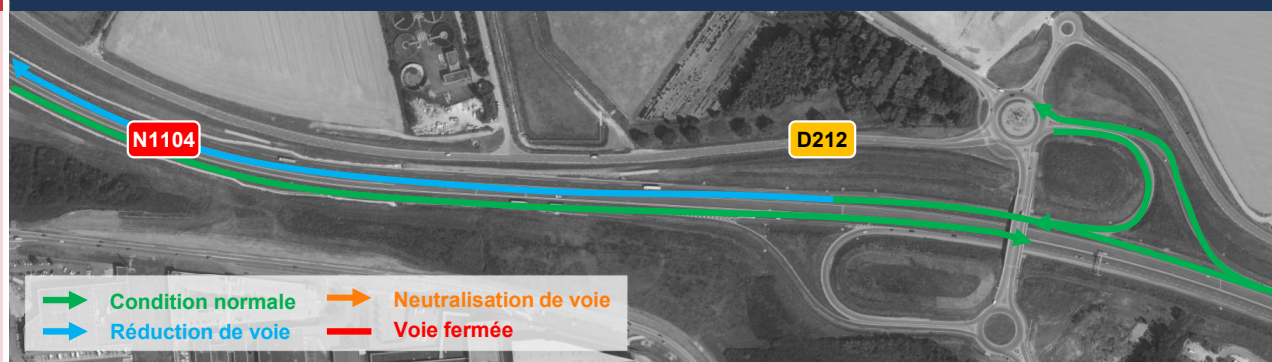 N1104
D212
Condition normale
Neutralisation de voie
Réduction de voie
Voie fermée